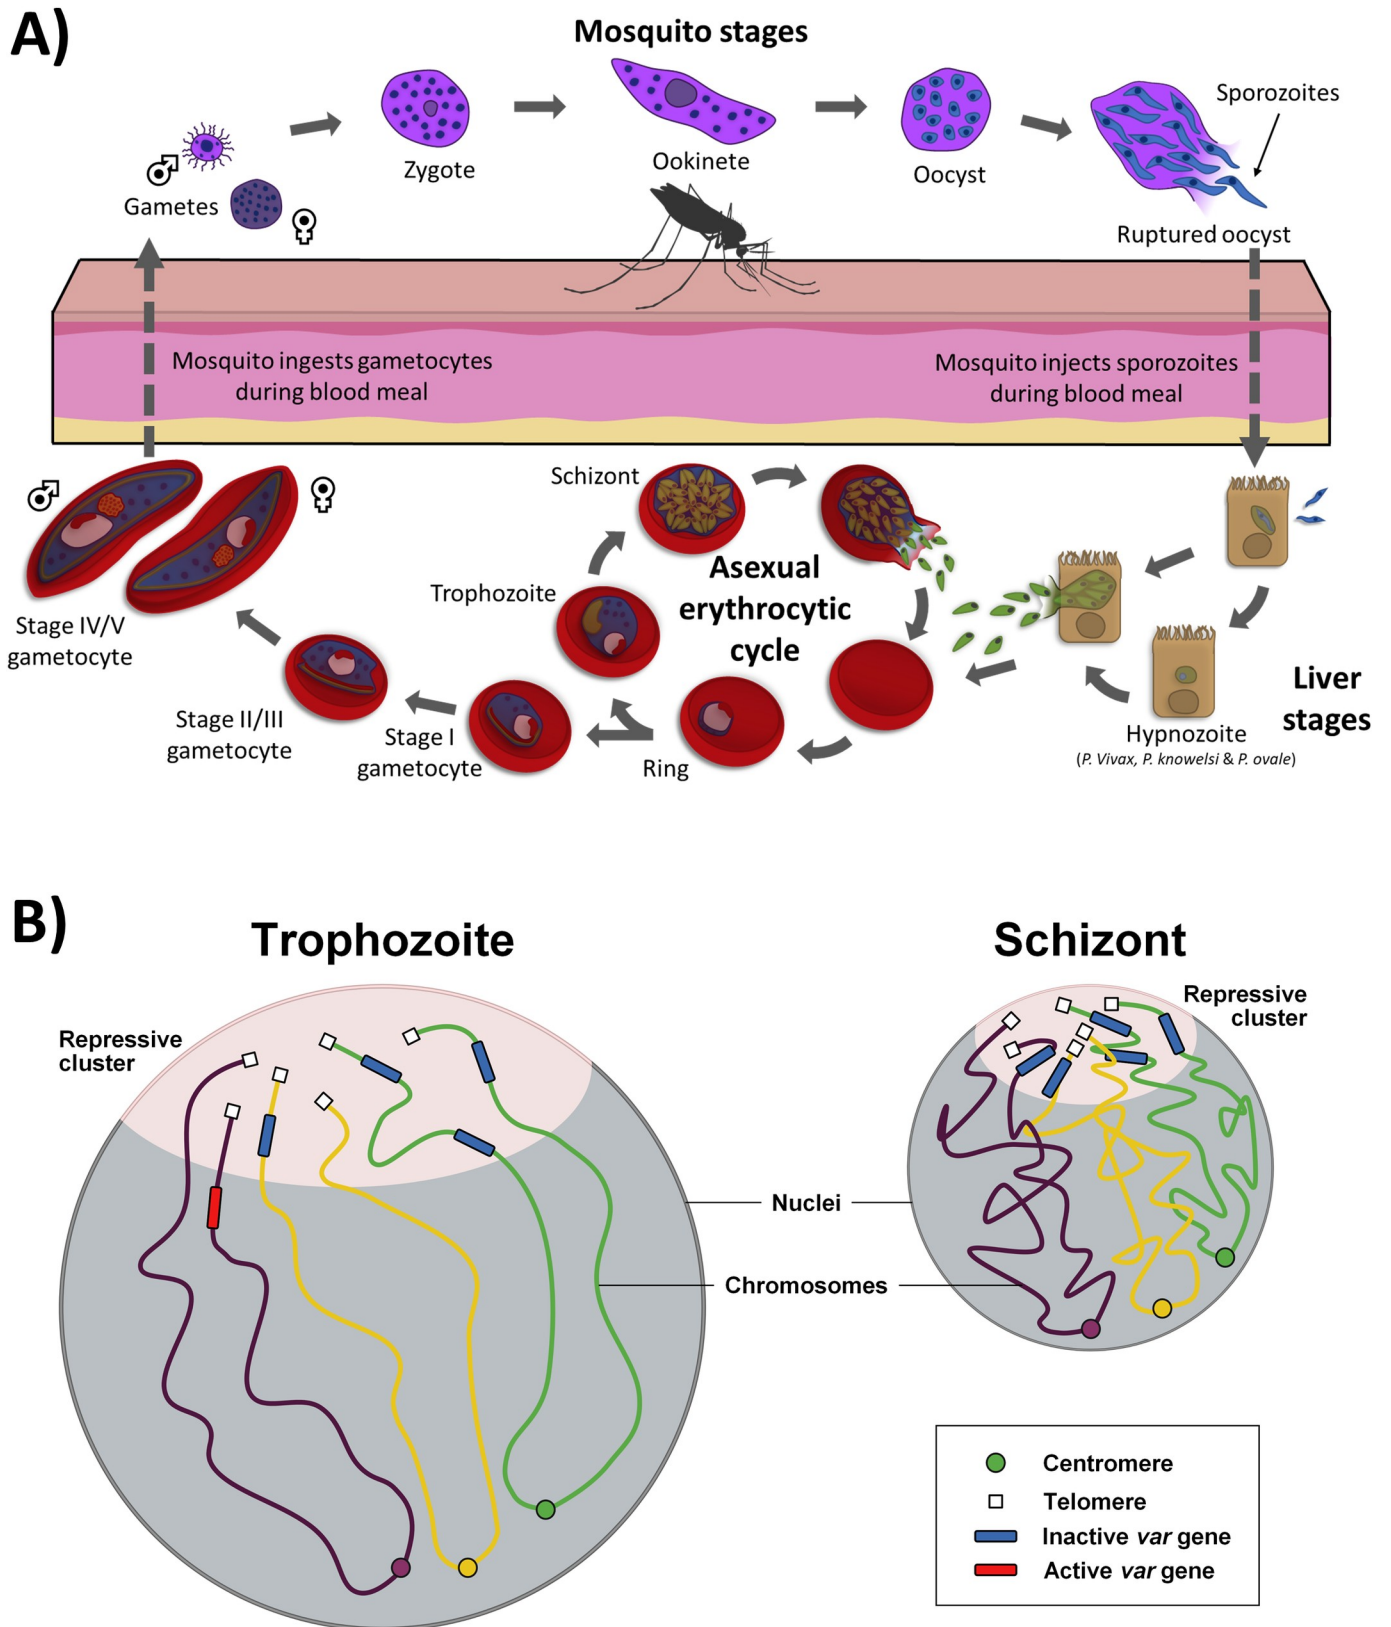 A)
Mosquito stages
Zygote
Ookinete
Oocyst
Sporozoites
Gametes
♂
♀
Ruptured oocyst
Mosquito ingests gametocytes
during blood meal
Mosquito injects sporozoites
during blood meal
♂
♀
Schizont
Asexual
erythrocytic
cycle
Trophozoite
Stage IV/V
gametocyte
Stage II/III
gametocyte
Stage I
gametocyte
Ring
Hypnozoite
(P. Vivax, P. knowelsi & P. ovale)
Liver
stages
B)
Trophozoite
Schizont
Repressive
cluster
Repressive
cluster
Nuclei
Chromosomes
Centromere
Telomere
Inactive var gene
Active var gene